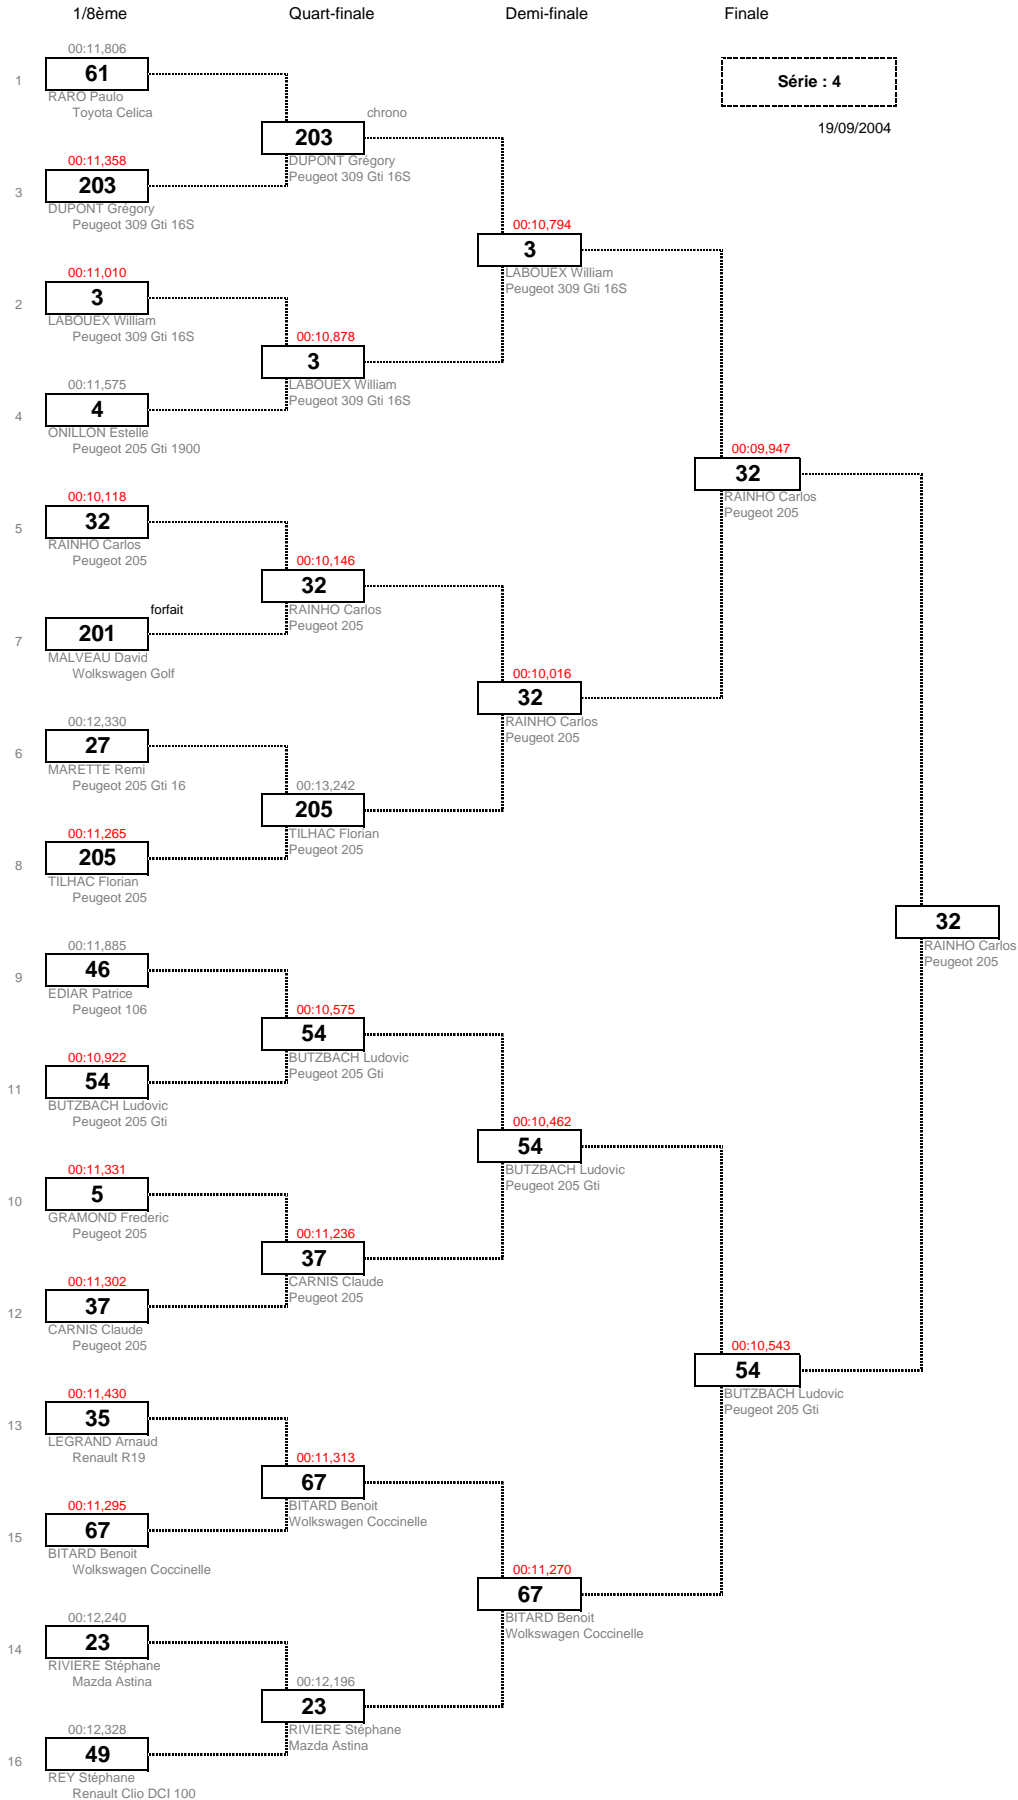 1/8ème
Quart-finale
Demi-finale
Finale
Série : 4
19/09/2004
00:11,806
1
61
RARO Paulo
Toyota Celica
chrono
203
DUPONT Grégory
Peugeot 309 Gti 16S
00:11,358
3
203
DUPONT Grégory
Peugeot 309 Gti 16S
00:10,794
3
LABOUEX William
Peugeot 309 Gti 16S
00:11,010
2
3
LABOUEX William
Peugeot 309 Gti 16S
00:10,878
3
LABOUEX William
Peugeot 309 Gti 16S
00:11,575
4
4
ONILLON Estelle
Peugeot 205 Gti 1900
00:09,947
32
RAINHO Carlos
Peugeot 205
00:10,118
5
32
RAINHO Carlos
Peugeot 205
00:10,146
32
RAINHO Carlos
Peugeot 205
forfait
7
201
MALVEAU David
Wolkswagen Golf
00:10,016
32
RAINHO Carlos
Peugeot 205
00:12,330
6
27
MARETTE Remi
Peugeot 205 Gti 16
00:13,242
205
TILHAC Florian
Peugeot 205
00:11,265
8
205
TILHAC Florian
Peugeot 205
32
RAINHO Carlos
Peugeot 205
00:11,885
9
46
EDIAR Patrice
Peugeot 106
00:10,575
54
BUTZBACH Ludovic
Peugeot 205 Gti
00:10,922
11
54
BUTZBACH Ludovic
Peugeot 205 Gti
00:10,462
54
BUTZBACH Ludovic
Peugeot 205 Gti
00:11,331
10
5
GRAMOND Frederic
Peugeot 205
00:11,236
37
CARNIS Claude
Peugeot 205
00:11,302
12
37
CARNIS Claude
Peugeot 205
00:10,543
54
BUTZBACH Ludovic
Peugeot 205 Gti
00:11,430
13
35
LEGRAND Arnaud
Renault R19
00:11,313
67
BITARD Benoit
Wolkswagen Coccinelle
00:11,295
15
67
BITARD Benoit
Wolkswagen Coccinelle
00:11,270
67
BITARD Benoit
Wolkswagen Coccinelle
00:12,240
14
23
RIVIERE Stéphane
Mazda Astina
00:12,196
23
RIVIERE Stéphane
Mazda Astina
00:12,328
16
49
REY Stéphane
Renault Clio DCI 100